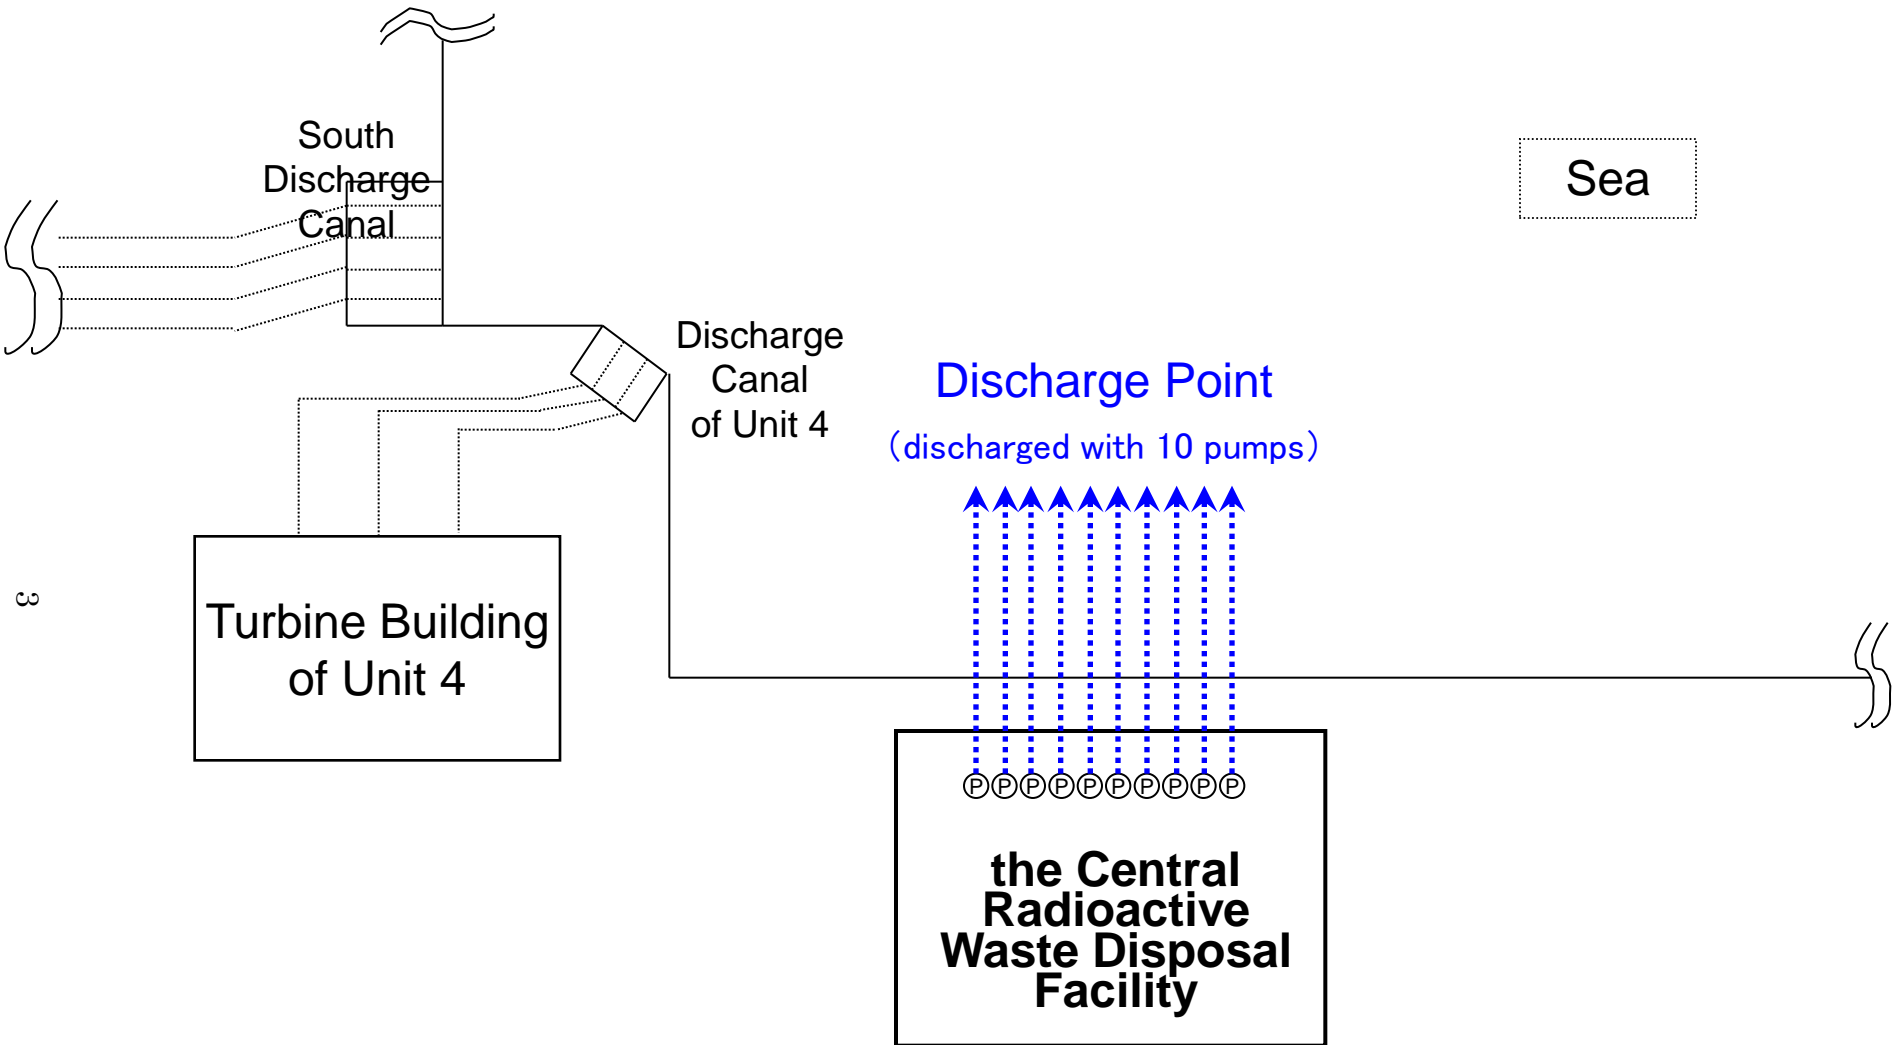 South
Discharge
Canal
Sea
Discharge
Canal
of Unit 4
Discharge Point
（discharged with 10 pumps）
Turbine Building
of Unit 4
3
P P P P P P P P P P
the Central
Radioactive
Waste Disposal
Facility